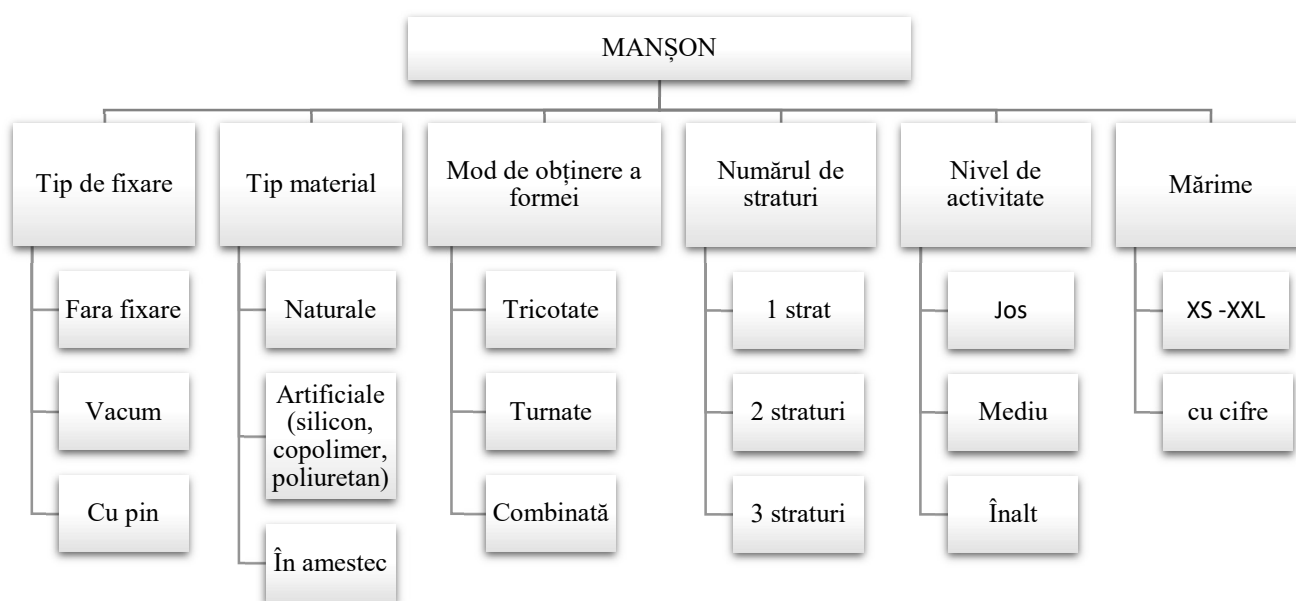 MANȘON
Tip de fixare
Fara fixare
Vacum
Cu pin
Tip material
Naturale
Artificiale
(silicon,
copolimer,
poliuretan)
În amestec
Mod de obținere a
formei
Tricotate
Turnate
Combinată
Numărul de
straturi
1 strat
2 straturi
3 straturi
Nivel de
activitate
Jos
Mediu
Înalt
Mărime
XS -XXL
cu cifre